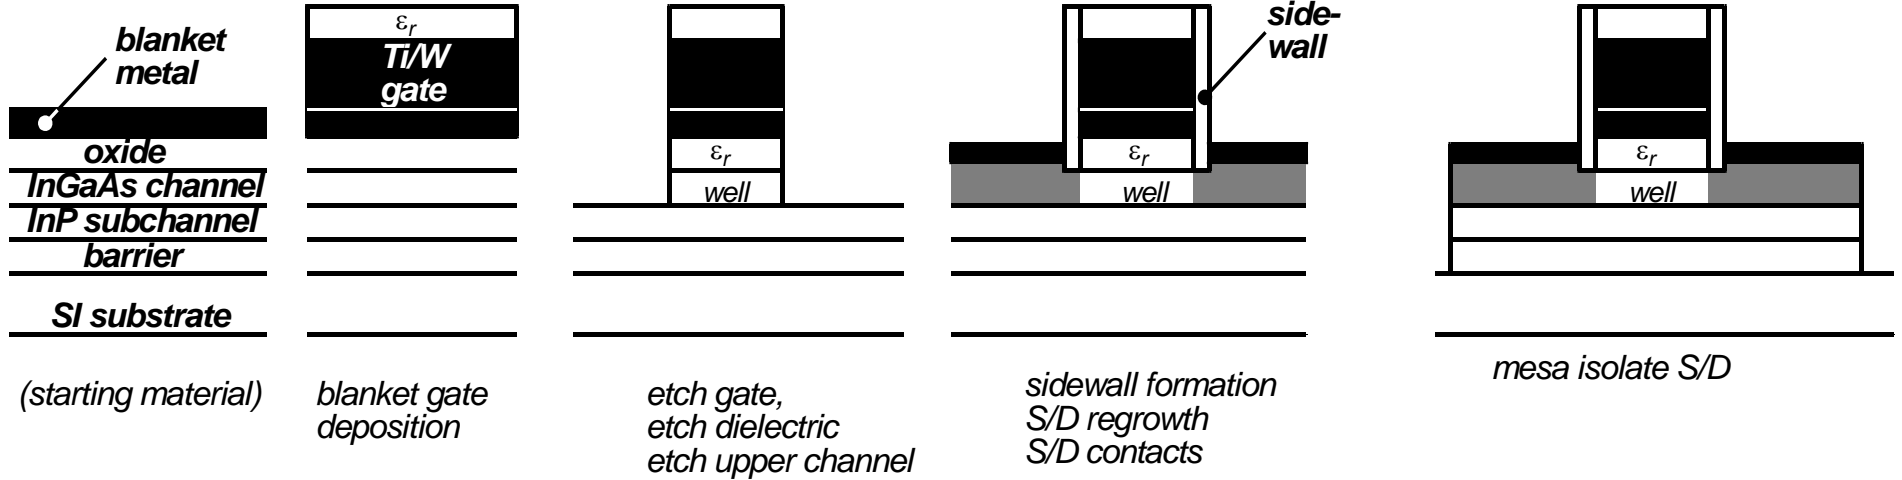 blanket
metal
oxide
InGaAs channel
InP subchannel
barrier
SI substrate
(starting material)
εr
Ti/W
gate
blanket gate
deposition
εr
well
etch gate,
etch dielectric
etch upper channel
side-
wall
εr
well
sidewall formation
S/D regrowth
S/D contacts
εr
well
mesa isolate S/D